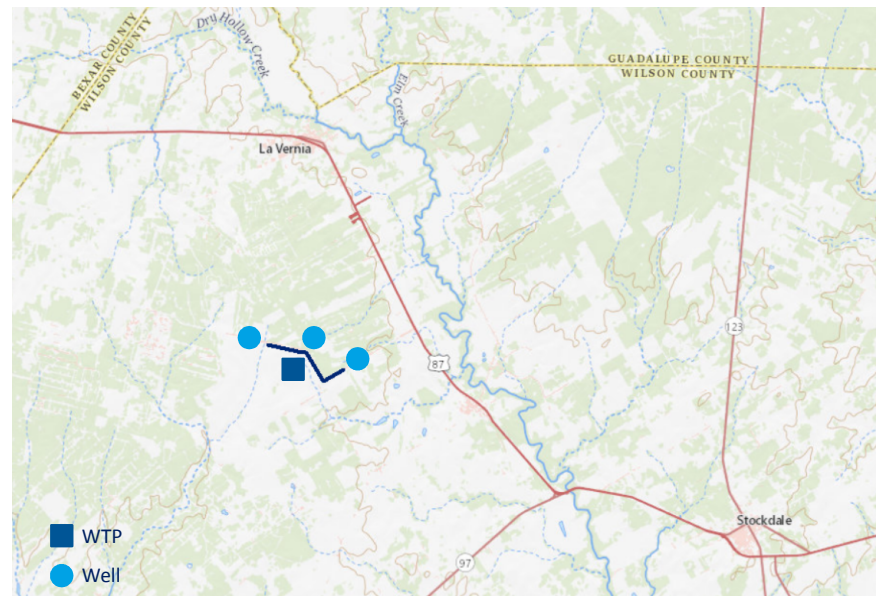 BEXAR COUNTY
WILSON COUNTY
Dry Hollow Creek
Elm Creek
GUADALUPE COUNTY
WILSON COUNTY
La Vernia
123
87
Stockdale
97
WTP
Well